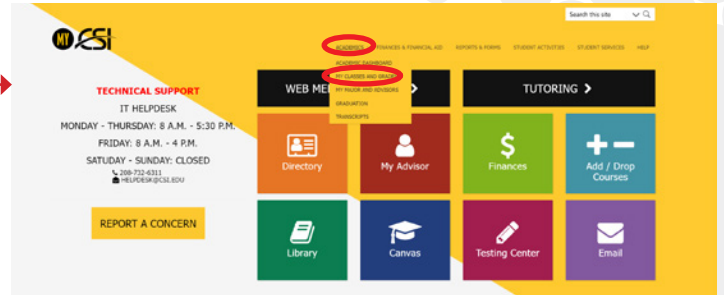 Search this site
MY CSI
ACADEMICS FINANCES & FINANCIAL AID REPORTS & FORMS STUDENT ACTIVITIES STUDENT SERVICES HELP
ACADEMIC DASHBOARD
MY CLASSES AND GRADES
MY MAJOR AND ADVISORS
GRADUATION
TRANSCRIPTS
TECHNICAL SUPPORT
IT HELPDESK
MONDAY - THURSDAY: 8 A.M. - 5:30 P.M.
FRIDAY: 8 A.M. - 4 P.M.
SATUDAY - SUNDAY: CLOSED
208-732-6311
HELPDESK@CSI.EDU
REPORT A CONCERN
WEB ME
TUTORING
Directory
My Advisor
Finances
Add / Drop
Courses
Library
Canvas
Testing Center
Email